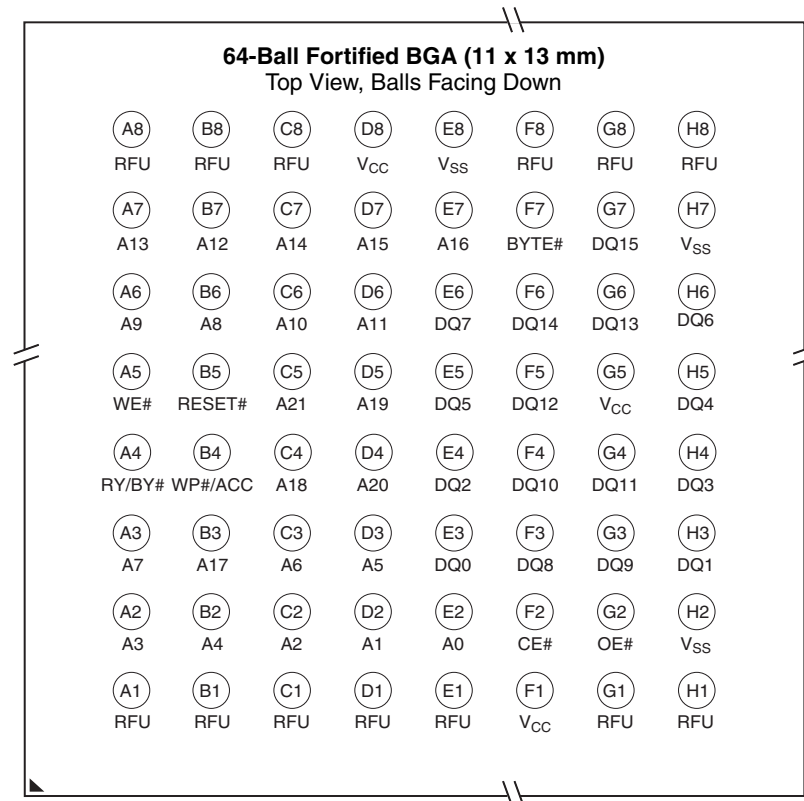 64-Ball Fortified BGA (11 x 13 mm)
Top View, Balls Facing Down
A8 B8 C8 D8 E8 F8 G8 H8
RFU RFU RFU VCC VSS RFU RFU RFU
A7 B7 C7 D7 E7 F7 G7 H7
A13 A12 A14 A15 A16 BYTE# DQ15 VSS
A6 B6 C6 D6 E6 F6 G6 H6
A9 A8 A10 A11 DQ7 DQ14 DQ13 DQ6
A5 B5 C5 D5 E5 F5 G5 H5
WE# RESET# A21 A19 DQ5 DQ12 VCC DQ4
A4 B4 C4 D4 E4 F4 G4 H4
RY/BY# WP#/ACC A18 A20 DQ2 DQ10 DQ11 DQ3
A3 B3 C3 D3 E3 F3 G3 H3
A7 A17 A6 A5 DQ0 DQ8 DQ9 DQ1
A2 B2 C2 D2 E2 F2 G2 H2
A3 A4 A2 A1 A0 CE# OE# VSS
A1 B1 C1 D1 E1 F1 G1 H1
RFU RFU RFU RFU RFU VCC RFU RFU